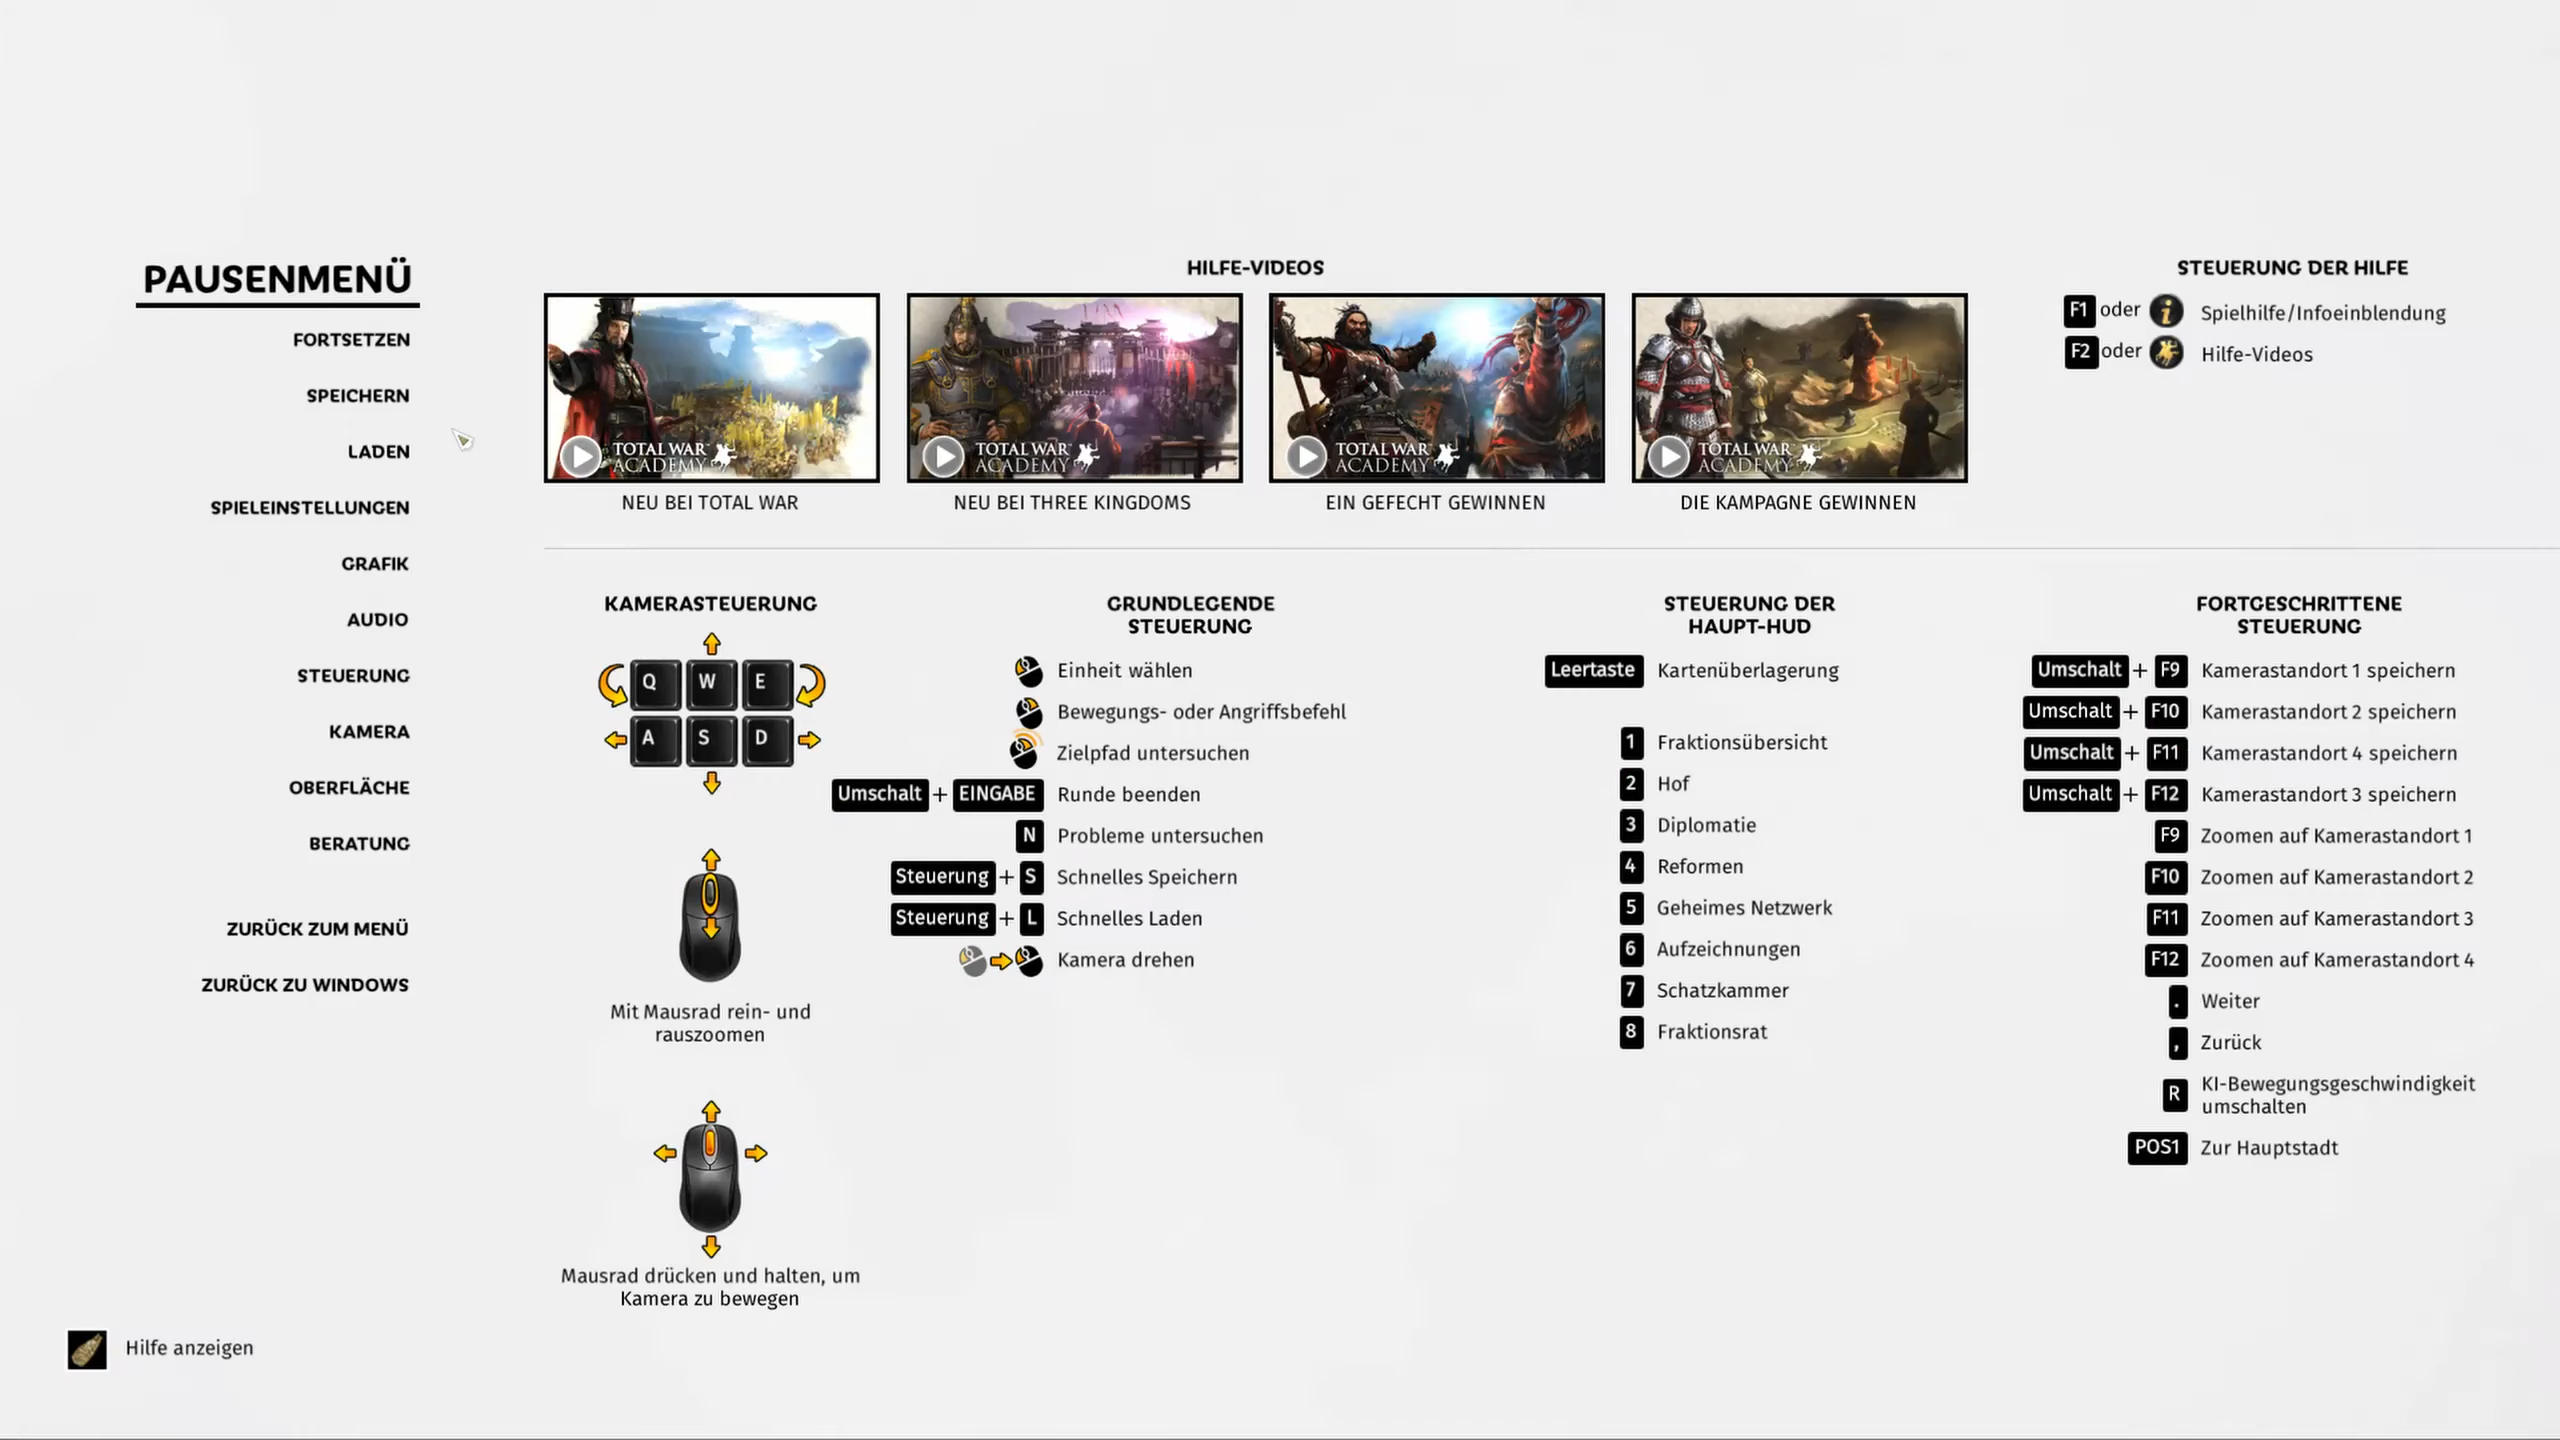 PAUSENMENÜ
FORTSETZEN
SPEICHERN
LADEN
SPIELEINSTELLUNGEN
GRAFIK
AUDIO
STEUERUNG
KAMERA
OBERFLÄCHE
BERATUNG
ZURÜCK ZUM MENÜ
ZURÜCK ZU WINDOWS
Hilfe anzeigen
HILFE-VIDEOS
TOTAL WAR
ACADEMY
NEU BEI TOTAL WAR
TOTAL WAR
ACADEMY
NEU BEI THREE KINGDOMS
TOTAL WAR
ACADEMY
EIN GEFECHT GEWINNEN
TOTAL WAR
ACADEMY
DIE KAMPAGNE GEWINNEN
STEUERUNG DER HILFE
F1 oder i Spielhilfe/Infoeinblendung
F2 oder Hilfe-Videos
KAMERASTEUERUNG
Q W E
A S D
Mit Mausrad rein- und
rauszoomen
Mausrad drücken und halten, um
Kamera zu bewegen
GRUNDLEGENDE
STEUERUNG
Einheit wählen
Bewegungs- oder Angriffsbefehl
Zielpfad untersuchen
Umschalt + EINGABE Runde beenden
N Probleme untersuchen
Steuerung + S Schnelles Speichern
Steuerung + L Schnelles Laden
Kamera drehen
STEUERUNG DER
HAUPT-HUD
Leertaste Kartenüberlagerung
1 Fraktionsübersicht
2 Hof
3 Diplomatie
4 Reformen
5 Geheimes Netzwerk
6 Aufzeichnungen
7 Schatzkammer
8 Fraktionsrat
FORTGESCHRITTENE
STEUERUNG
Umschalt + F9 Kamerastandort 1 speichern
Umschalt + F10 Kamerastandort 2 speichern
Umschalt + F11 Kamerastandort 4 speichern
Umschalt + F12 Kamerastandort 3 speichern
F9 Zoomen auf Kamerastandort 1
F10 Zoomen auf Kamerastandort 2
F11 Zoomen auf Kamerastandort 3
F12 Zoomen auf Kamerastandort 4
. Weiter
, Zurück
R KI-Bewegungsgeschwindigkeit
umschalten
POS1 Zur Hauptstadt